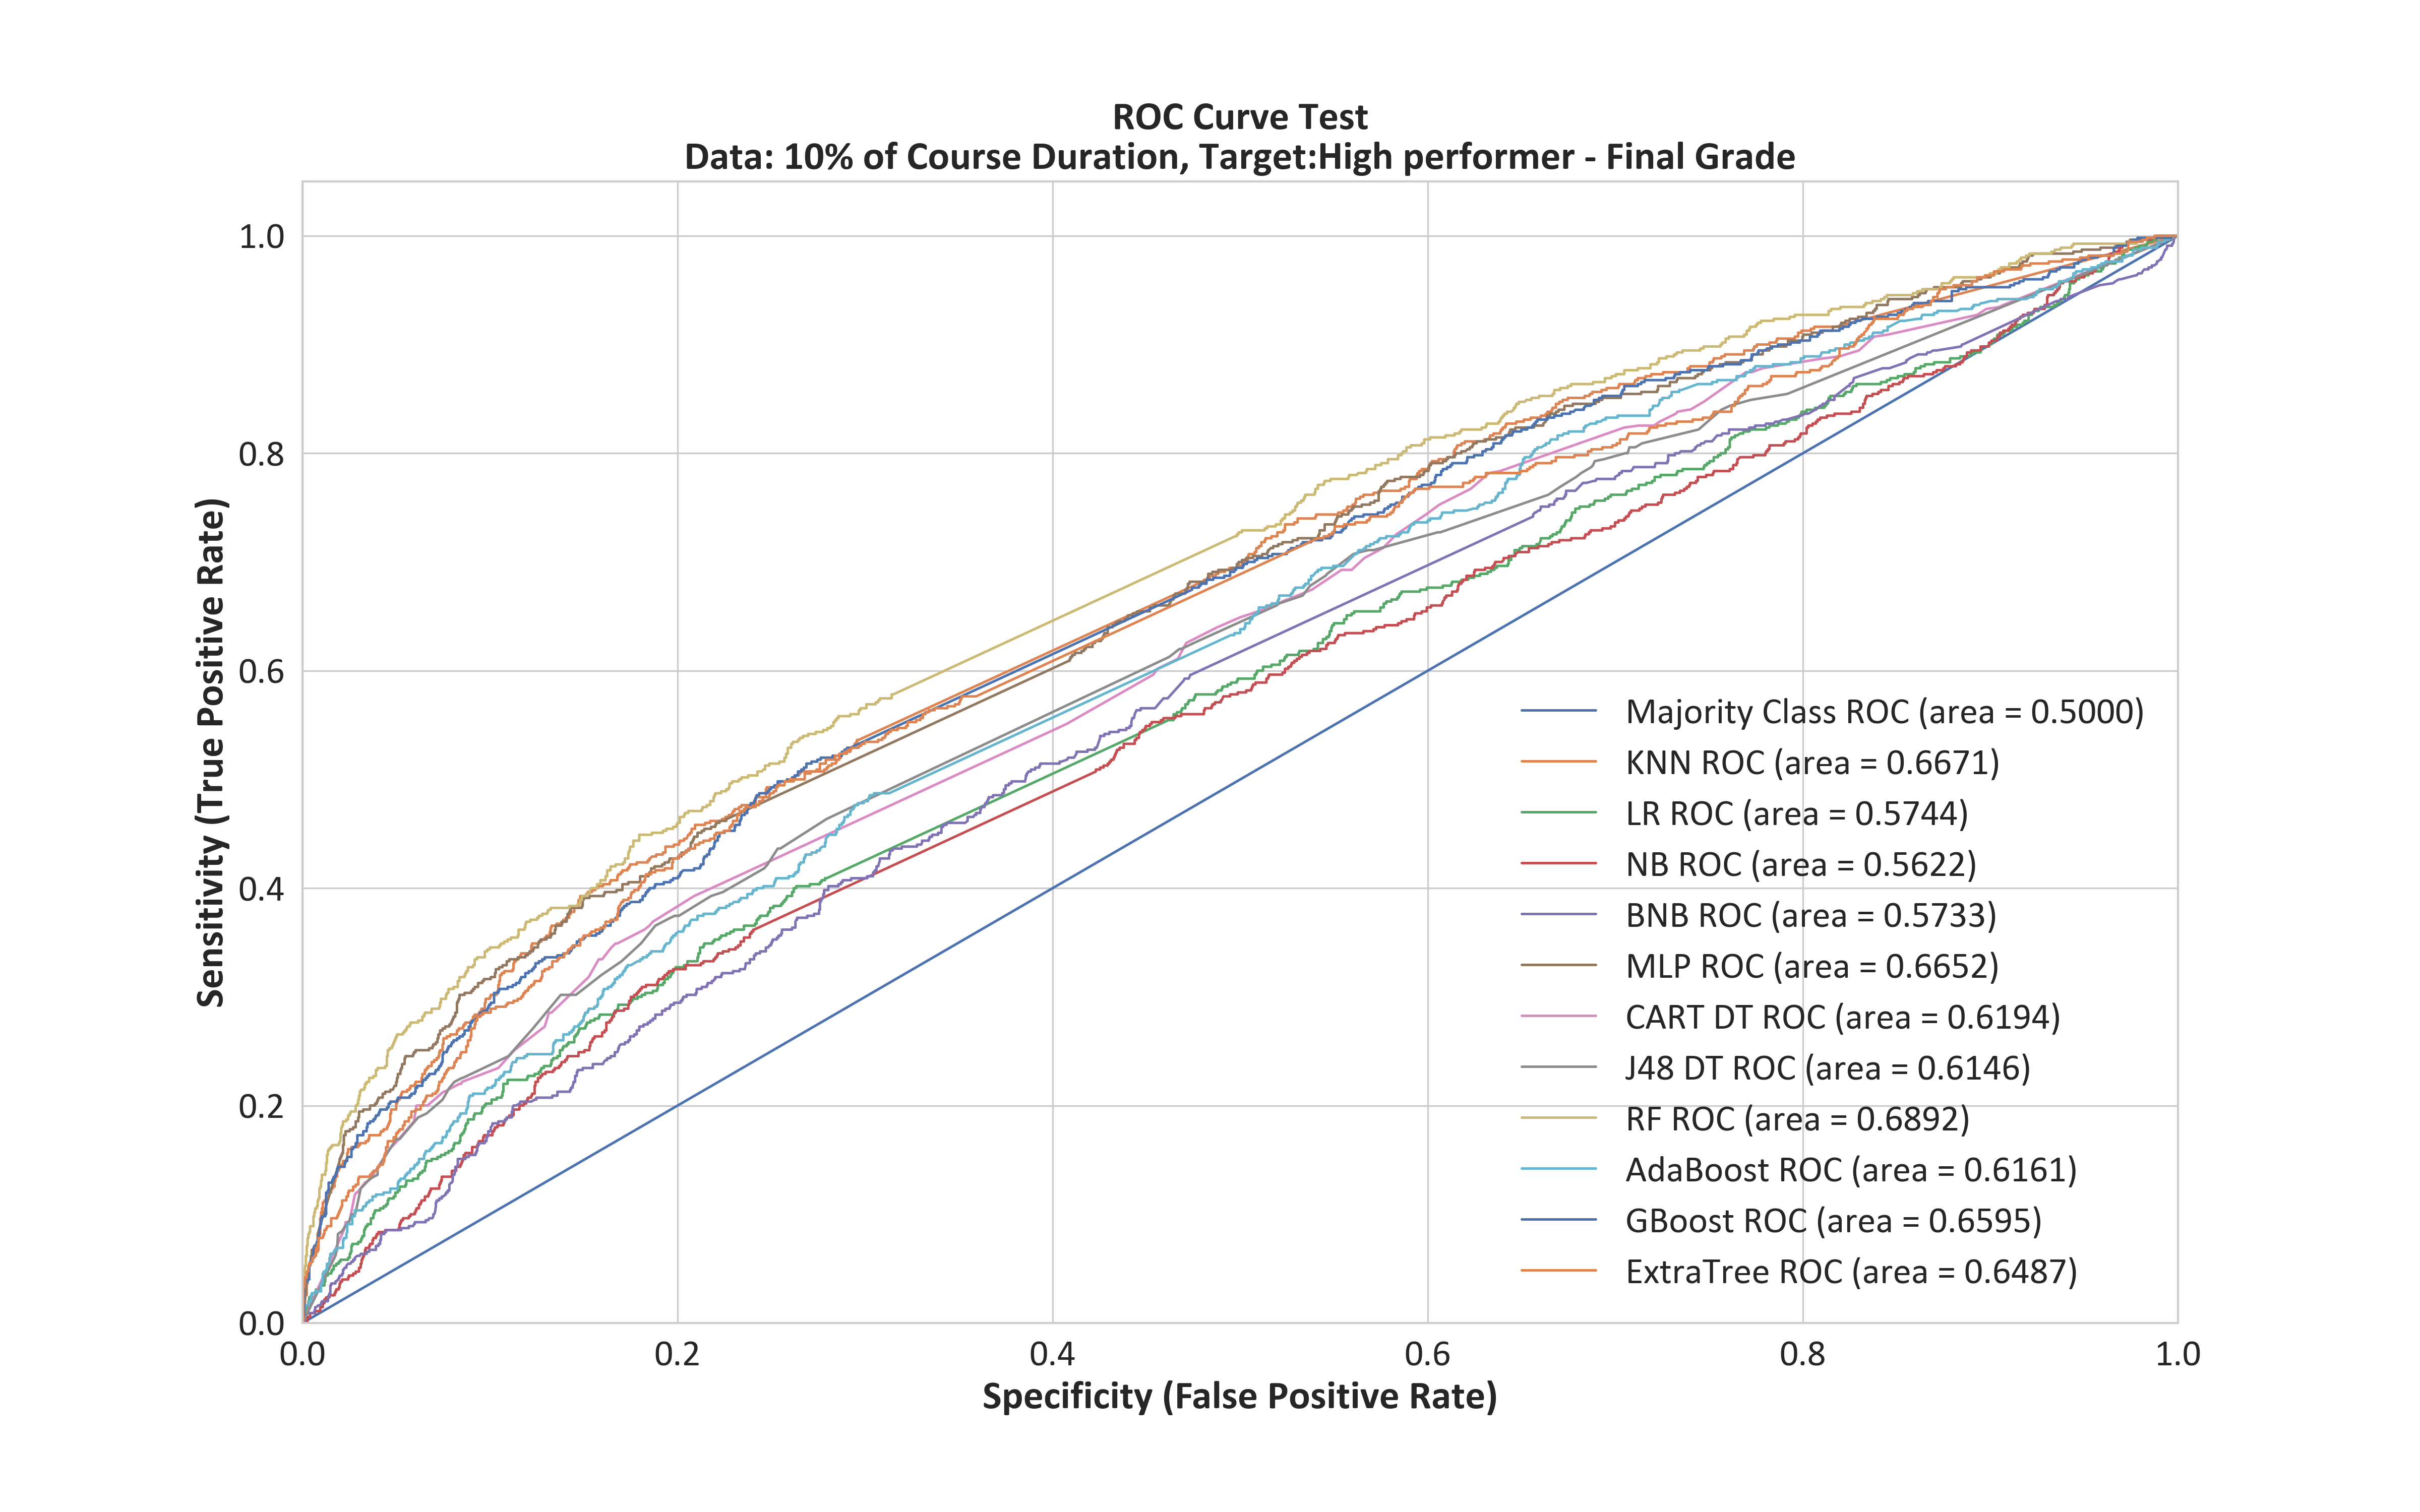 ROC Curve Test
Data: 10% of Course Duration, Target:High performer - Final Grade
Sensitivity (True Positive Rate)
1.0
0.8
0.6
0.4
0.2
0.0
Majority Class ROC (area = 0.5000)
KNN ROC (area = 0.6671)
LR ROC (area = 0.5744)
NB ROC (area = 0.5622)
BNB ROC (area = 0.5733)
MLP ROC (area = 0.6652)
CART DT ROC (area = 0.6194)
J48 DT ROC (area = 0.6146)
RF ROC (area = 0.6892)
AdaBoost ROC (area = 0.6161)
GBoost ROC (area = 0.6595)
ExtraTree ROC (area = 0.6487)
0.0 0.2 0.4 0.6 0.8 1.0
Specificity (False Positive Rate)